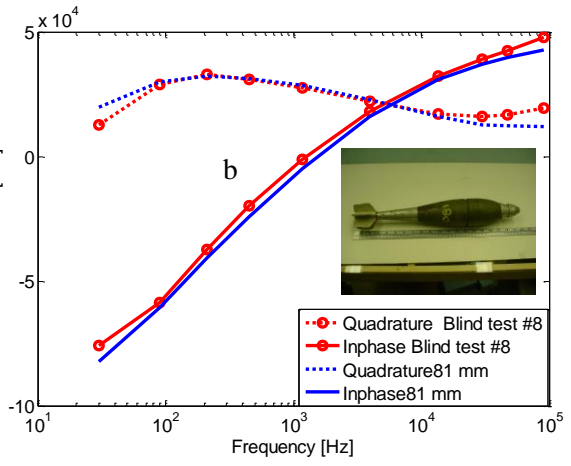 x 10^4
5
0
-5
-10
b
10^1
10^2
10^3
10^4
10^5
Frequency [Hz]
Quadrature Blind test #8
Inphase Blind test #8
Quadrature81 mm
Inphase81 mm